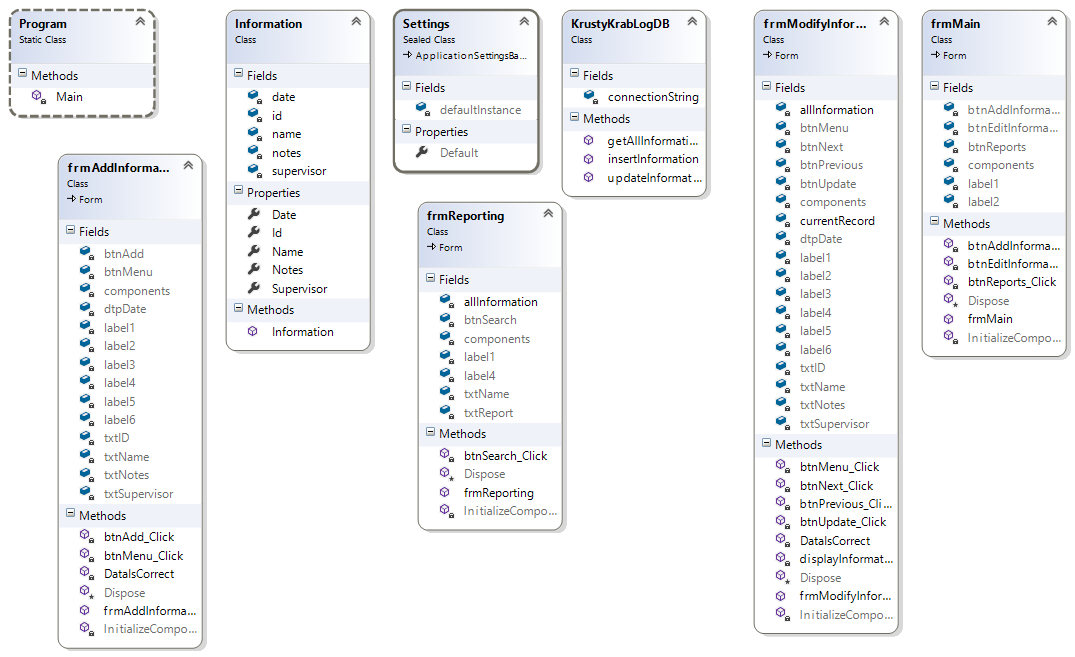 Program
Static Class
Methods
Main
Information
Class
Fields
date
id
name
notes
supervisor
Properties
Date
Id
Name
Notes
Supervisor
Methods
Information
Settings
Sealed Class
ApplicationSettingsBa...
Fields
defaultInstance
Properties
Default
KrustyKrabLogDB
Class
Fields
connectionString
Methods
getAllInformati...
insertInformation
updateInformat...
frmModifyInfor...
Class
Form
Fields
allInformation
btnMenu
btnNext
btnPrevious
btnUpdate
components
currentRecord
dtpDate
label1
label2
label3
label4
label5
label6
txtID
txtName
txtNotes
txtSupervisor
Methods
btnMenu_Click
btnNext_Click
btnPrevious_Cli...
btnUpdate_Click
DataIsCorrect
displayInformat...
Dispose
frmModifyInfor...
InitializeCompo...
frmMain
Class
Form
Fields
btnAddInforma...
btnEditInforma...
btnReports
components
label1
label2
Methods
btnAddInforma...
btnEditInforma...
btnReports_Click
Dispose
frmMain
InitializeCompo...
frmAddInforma...
Class
Form
Fields
btnAdd
btnMenu
components
dtpDate
label1
label2
label3
label4
label5
label6
txtID
txtName
txtNotes
txtSupervisor
Methods
btnAdd_Click
btnMenu_Click
DataIsCorrect
Dispose
frmAddInforma...
InitializeCompo...
frmReporting
Class
Form
Fields
allInformation
btnSearch
components
label1
label4
txtName
txtReport
Methods
btnSearch_Click
Dispose
frmReporting
InitializeCompo...